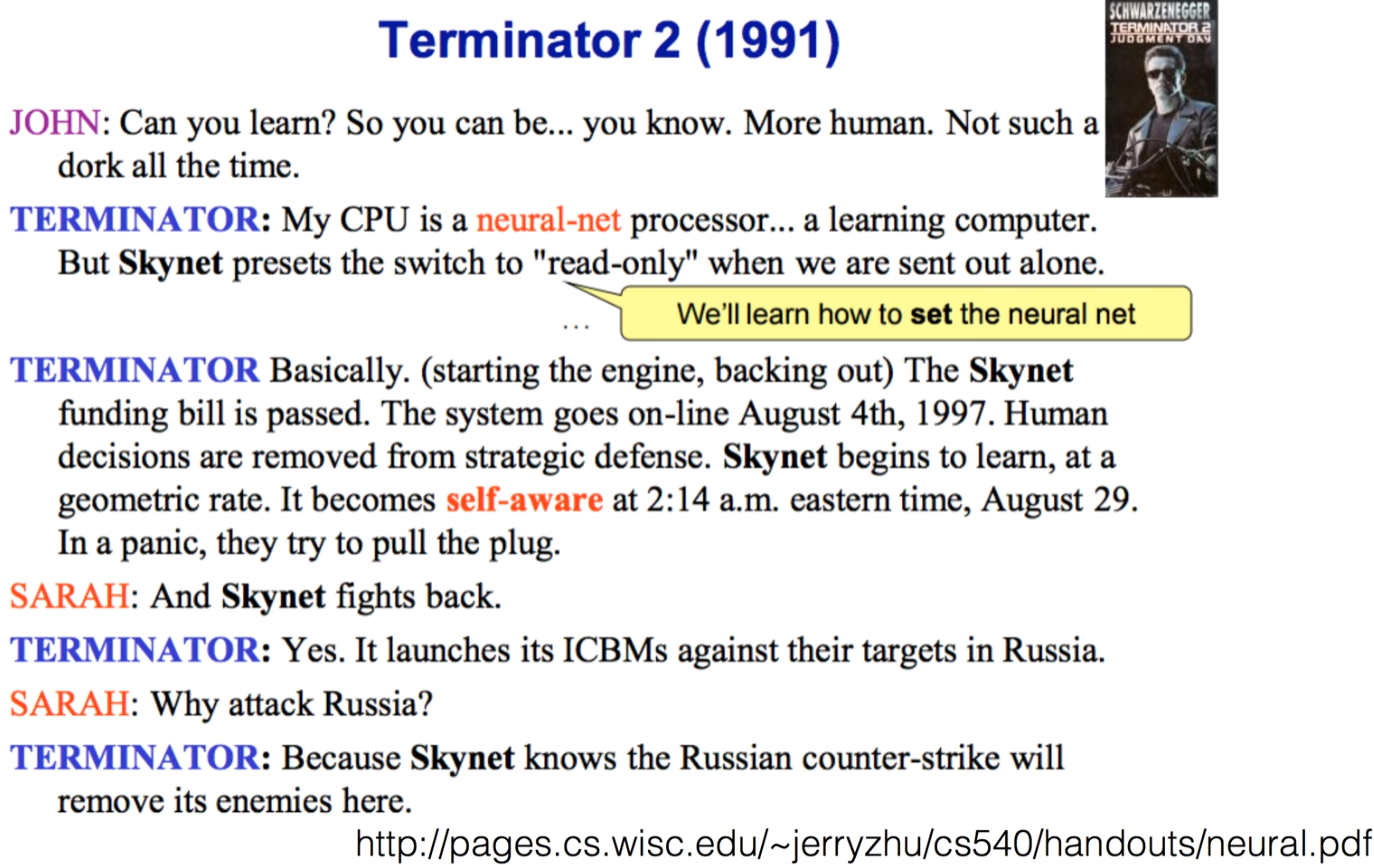 Terminator 2 (1991)
SCHWARZENEGGER
TERMINATOR 2
JUDGMENT DAY
JOHN: Can you learn? So you can be... you know. More human. Not such a
dork all the time.
TERMINATOR: My CPU is a neural-net processor... a learning computer.
But Skynet presets the switch to "read-only" when we are sent out alone.
We'll learn how to set the neural net
...
TERMINATOR Basically. (starting the engine, backing out) The Skynet
funding bill is passed. The system goes on-line August 4th, 1997. Human
decisions are removed from strategic defense. Skynet begins to learn, at a
geometric rate. It becomes self-aware at 2:14 a.m. eastern time, August 29.
In a panic, they try to pull the plug.
SARAH: And Skynet fights back.
TERMINATOR: Yes. It launches its ICBMs against their targets in Russia.
SARAH: Why attack Russia?
TERMINATOR: Because Skynet knows the Russian counter-strike will
remove its enemies here.
http://pages.cs.wisc.edu/~jerryzhu/cs540/handouts/neural.pdf